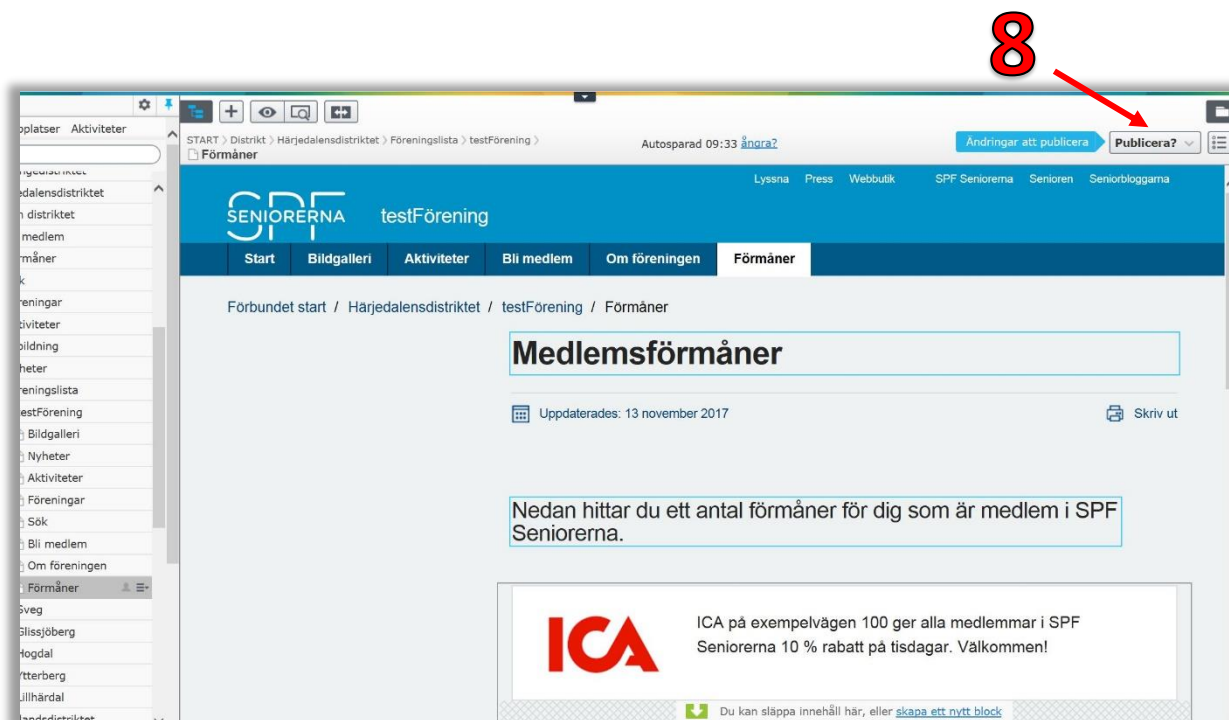 8
oplatser Aktiviteter
START > Distrikt > Härjedalensdistriktet > Föreningslista > testFörening >
Förmåner
Autosparad 09:33 ångra?
Ändringar att publicera
Publicera?
edalensdistriktet
distriktet
medlem
rmåner
k
reningar
tiviteter
bildning
heter
reningslista
estFörening
Bildgalleri
Nyheter
Aktiviteter
Föreningar
Sök
Bli medlem
Om föreningen
Förmåner
Sveg
Glissjöberg
Hogdal
Ytterberg
Lillhärdal
Lyssna Press Webbutik SPF Seniorerna Senioren Seniorbloggarna
SPF
SENIORERNA
testFörening
Start Bildgalleri Aktiviteter Bli medlem Om föreningen Förmåner
Förbundet start / Härjedalensdistriktet / testFörening / Förmåner
Medlemsförmåner
Uppdaterades: 13 november 2017
Skriv ut
Nedan hittar du ett antal förmåner för dig som är medlem i SPF
Seniorerna.
ICA
ICA på exempelvägen 100 ger alla medlemmar i SPF
Seniorerna 10 % rabatt på tisdagar. Välkommen!
Du kan släppa innehåll här, eller skapa ett nytt block